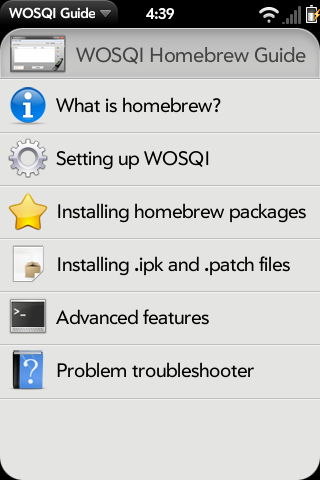 WOSQI Guide 4:39
WOSQI Homebrew Guide
What is homebrew?
Setting up WOSQI
Installing homebrew packages
Installing .ipk and .patch files
Advanced features
Problem troubleshooter